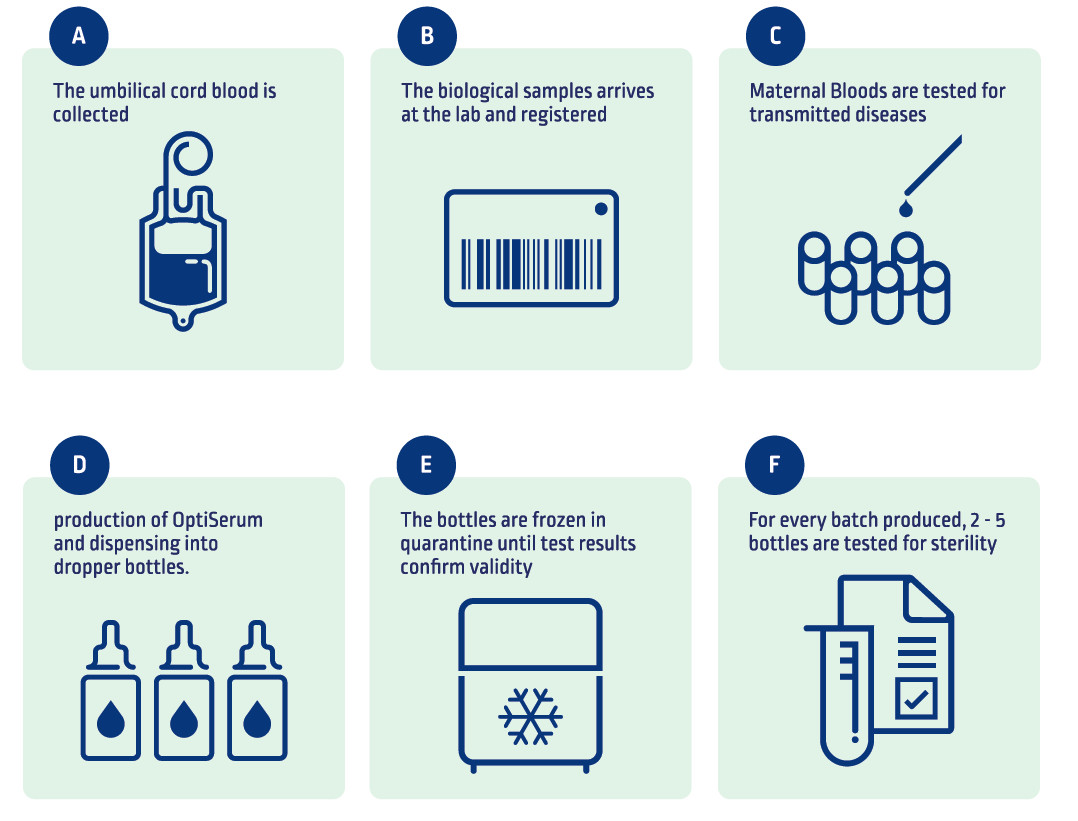 A
The umbilical cord blood is
collected
B
The biological samples arrives
at the lab and registered
C
Maternal Bloods are tested for
transmitted diseases
D
production of OptiSerum
and dispensing into
dropper bottles.
E
The bottles are frozen in
quarantine until test results
confirm validity
F
For every batch produced, 2 - 5
bottles are tested for sterility